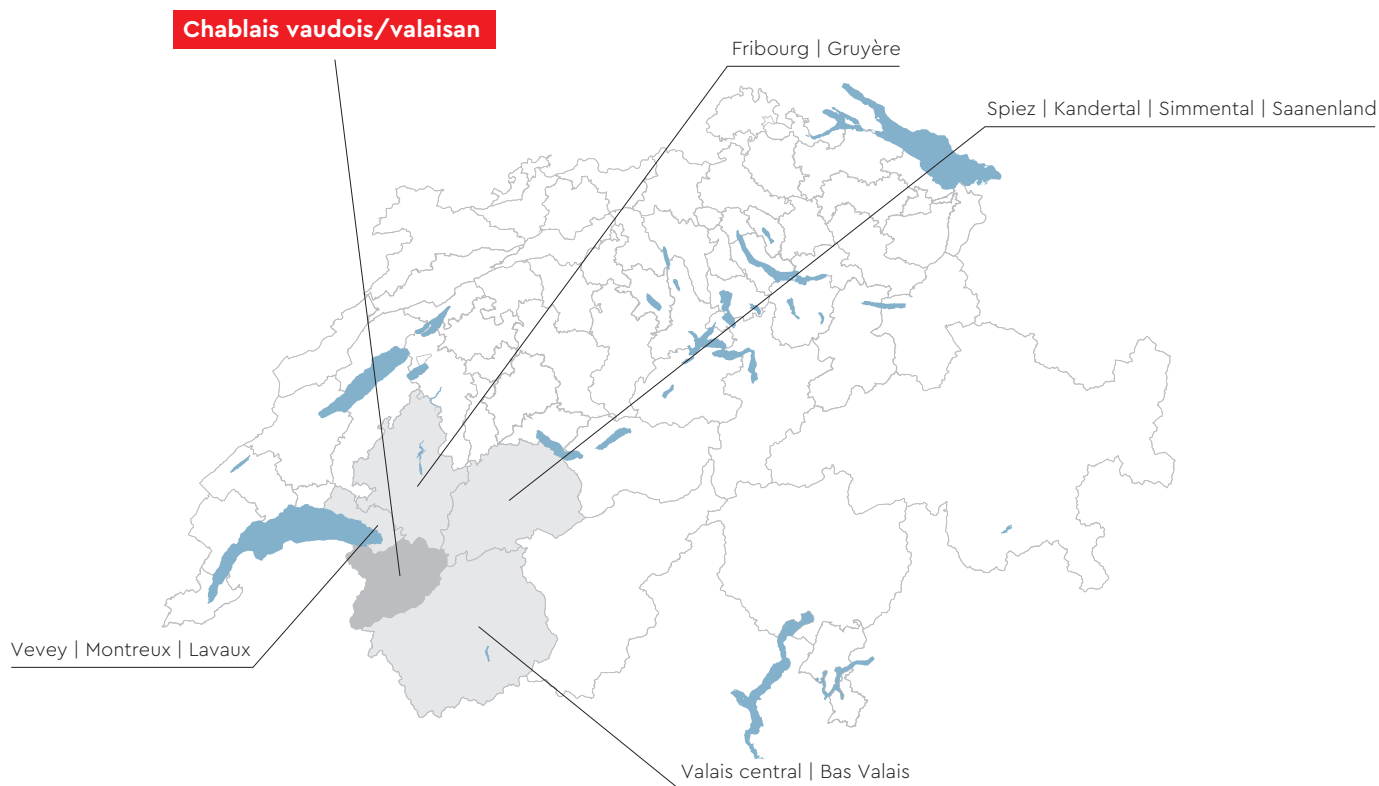 Chablais vaudois/valaisan
Fribourg | Gruyère
Spiez | Kandertal | Simmental | Saanenland
Vevey | Montreux | Lavaux
Valais central | Bas Valais